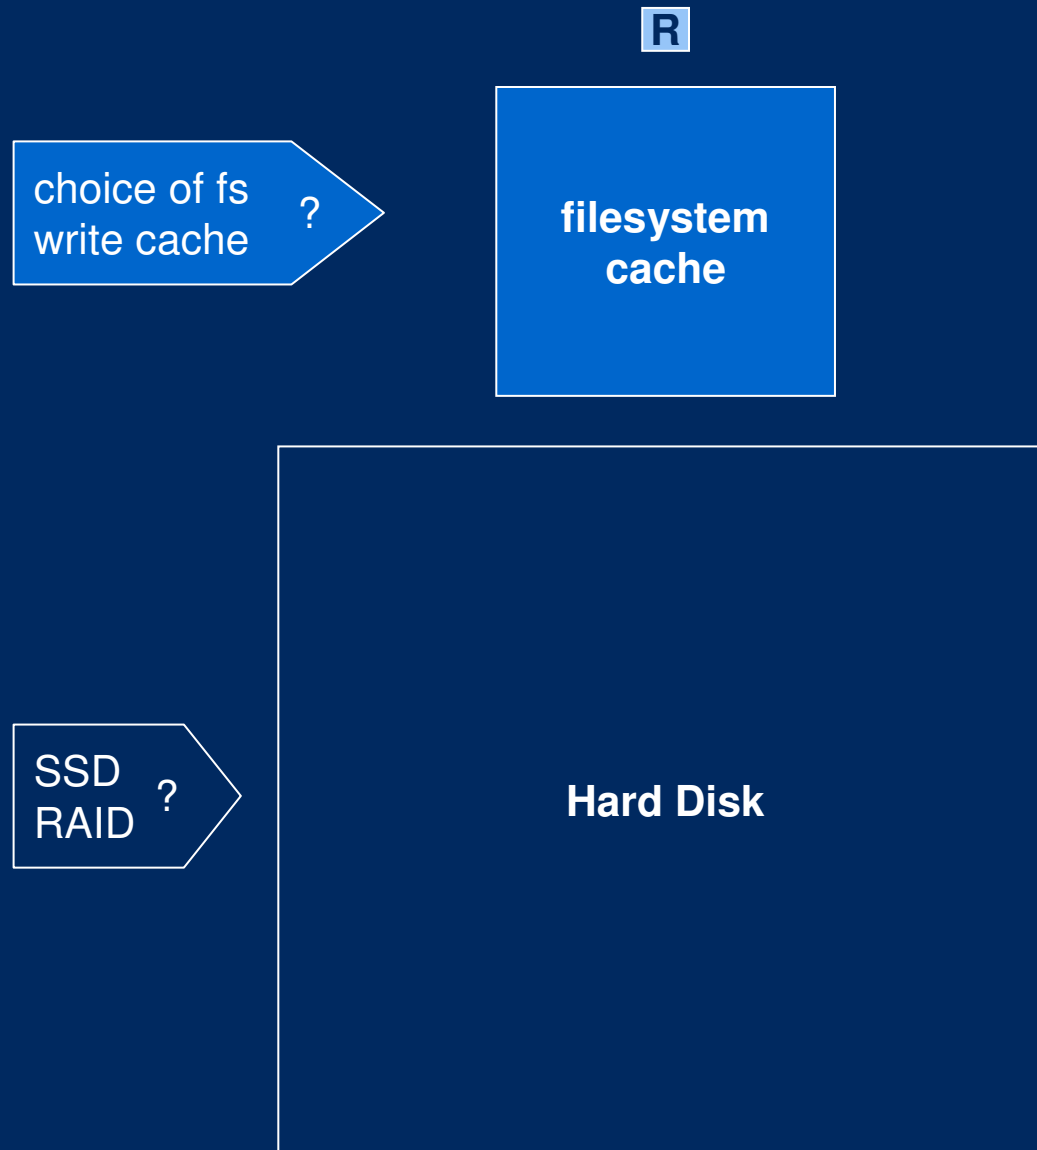 R
choice of fs
write cache
?
filesystem
cache
SSD
RAID
?
Hard Disk